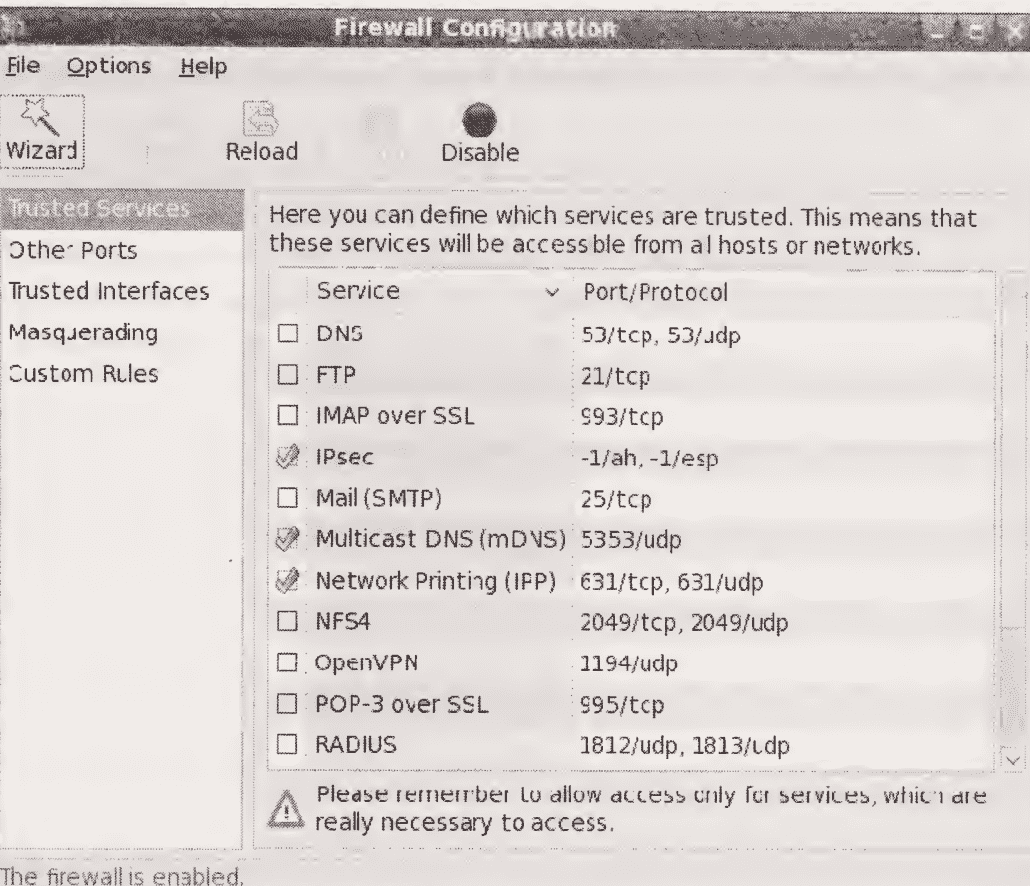 Firewall Configuration
File Options Help
Wizard Reload Disable
Trusted Services
Other Ports
Trusted Interfaces
Masquerading
Custom Rules
Here you can define which services are trusted. This means that
these services will be accessible from all hosts or networks.
Service Port/Protocol
DNS 53/tcp, 53/udp
FTP 21/tcp
IMAP over SSL 993/tcp
IPsec -1/ah, -1/esp
Mail (SMTP) 25/tcp
Multicast DNS (mDNS) 5353/udp
Network Printing (IPP) 631/tcp, 631/udp
NFS4 2049/tcp, 2049/udp
OpenVPN 1194/udp
POP-3 over SSL 995/tcp
RADIUS 1812/udp, 1813/udp
Please remember to allow access only for services, which are
really necessary to access.
The firewall is enabled.